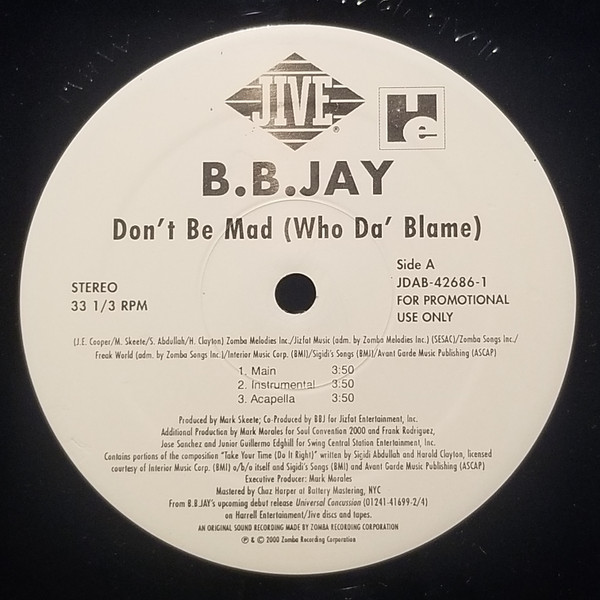 JIVE®
He
B.B.JAY
Don't Be Mad (Who Da' Blame)
STEREO
33 1/3 RPM
Side A
JDAB-42686-1
FOR PROMOTIONAL
USE ONLY
(J.E. Cooper/M. Skeete/S. Abdullah/H. Clayton) Zomba Melodies Inc./Jizfat Music (adm. by Zomba Melodies Inc.) (SESAC)/Zomba Songs Inc./
Freak World (adm. by Zomba Songs Inc.)/Interior Music Corp. (BMI)/Sigidi's Songs (BMI)/Avant Garde Music Publishing (ASCAP)
1. Main 3:50
2. Instrumental 3:50
3. Acapella 3:50
Produced by Mark Skeete; Co-Produced by BBJ for Jizfat Entertainment, Inc.
Additional Production by Mark Morales for Soul Convention 2000 and Frank Rodriguez,
Jose Sanchez and Junior Guillermo Edghill for Swing Central Station Entertainment, Inc.
Contains portions of the composition "Take Your Time (Do It Right)" written by Sigidi Abdullah and Harold Clayton, licensed
courtesy of Interior Music Corp. (BMI) o/b/o itself and Sigidi's Songs (BMI) and Avant Garde Music Publishing (ASCAP)
Executive Producer: Mark Morales
Mastered by Chaz Harper at Battery Mastering, NYC
From B.B.JAY's upcoming debut release Universal Concussion (01241-41699-2/4)
on Harrell Entertainment/Jive discs and tapes.
AN ORIGINAL SOUND RECORDING MADE BY ZOMBA RECORDING CORPORATION
℗ & © 2000 Zomba Recording Corporation